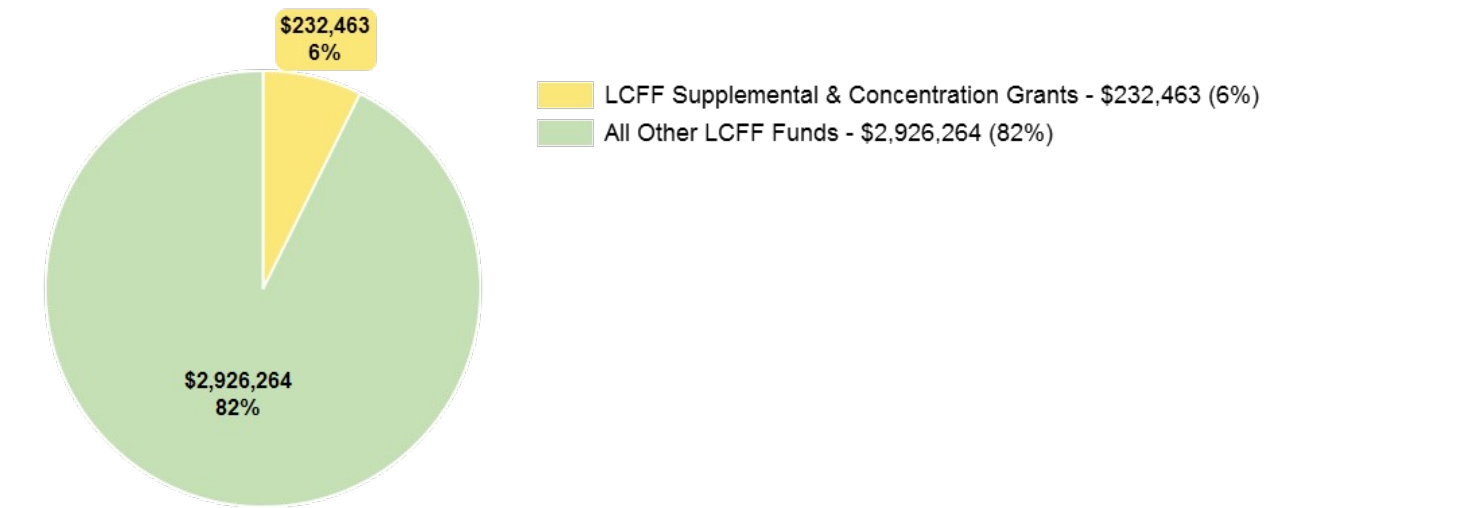 $232,463
6%
LCFF Supplemental & Concentration Grants - $232,463 (6%)
All Other LCFF Funds - $2,926,264 (82%)
$2,926,264
82%